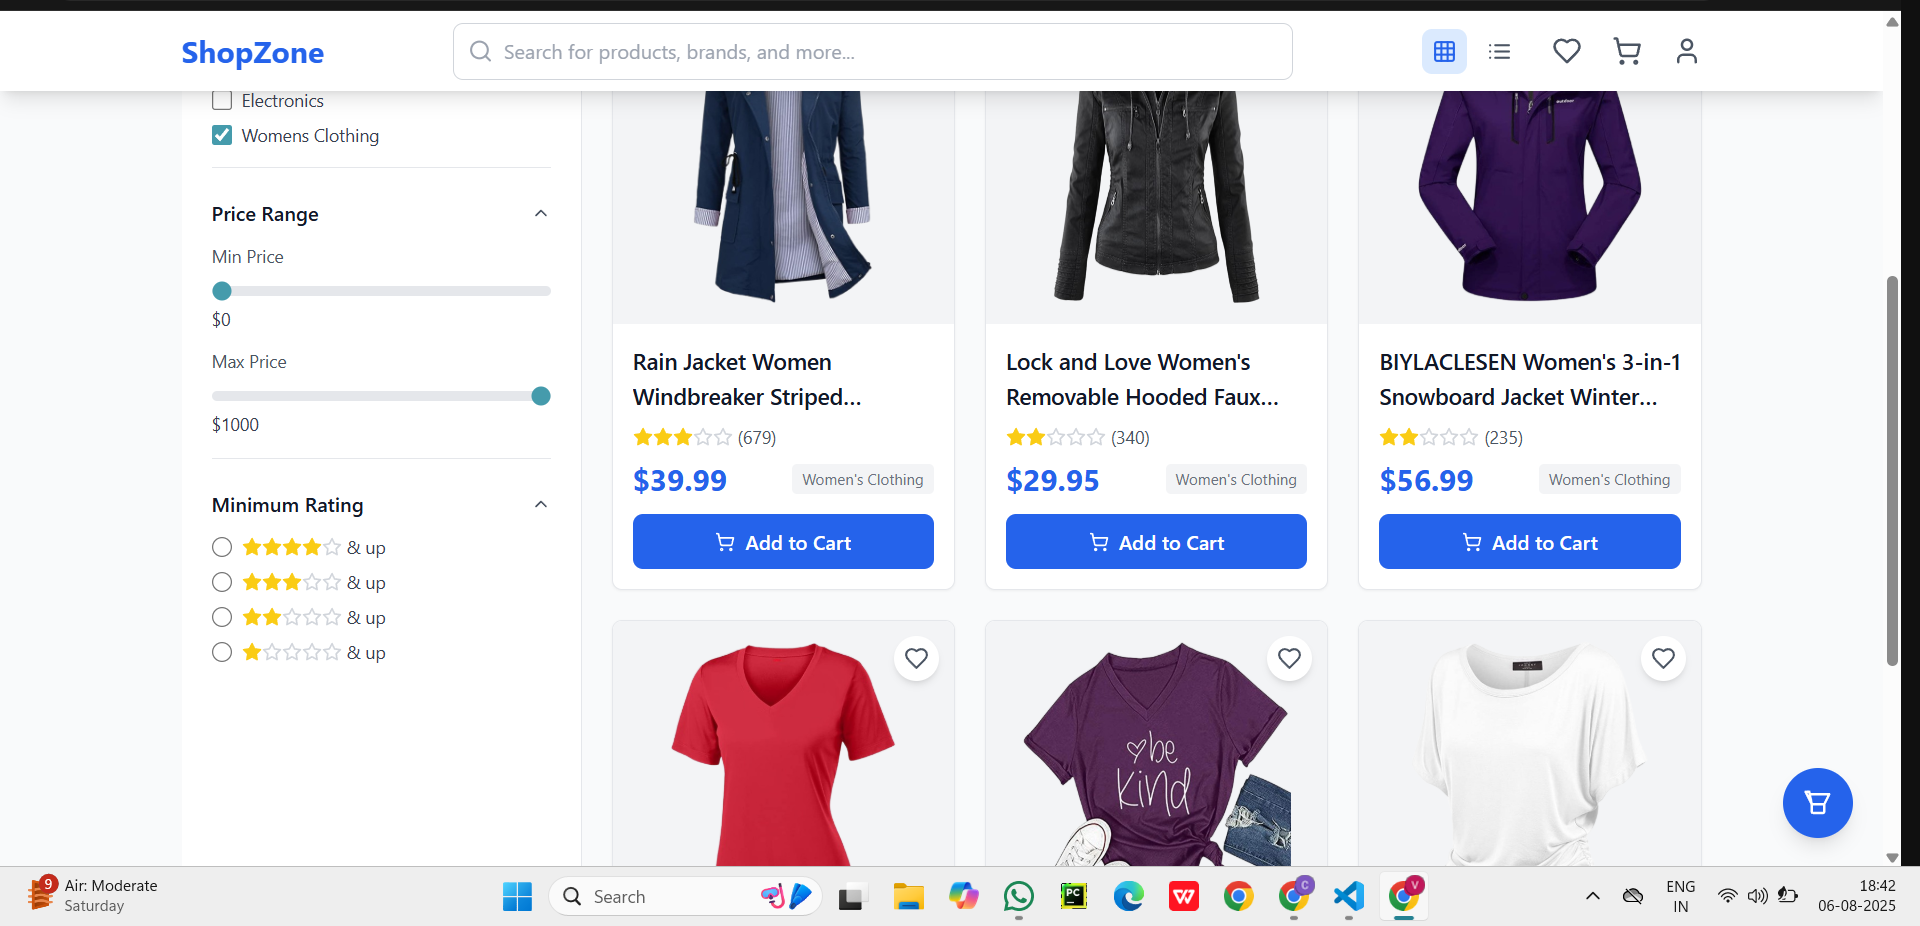 ShopZone
Search for products, brands, and more...
Electronics
Womens Clothing
Price Range
Min Price
$0
Max Price
$1000
Minimum Rating
& up
& up
& up
& up
Rain Jacket Women
Windbreaker Striped...
(679)
$39.99
Women's Clothing
Add to Cart
Lock and Love Women's
Removable Hooded Faux...
(340)
$29.95
Women's Clothing
Add to Cart
outdoor
BIYLACLESEN Women's 3-in-1
Snowboard Jacket Winter...
(235)
$56.99
Women's Clothing
Add to Cart
be
kind
9
Air: Moderate
Saturday
Search
PC
W
C
V
ENG
IN
18:42
06-08-2025